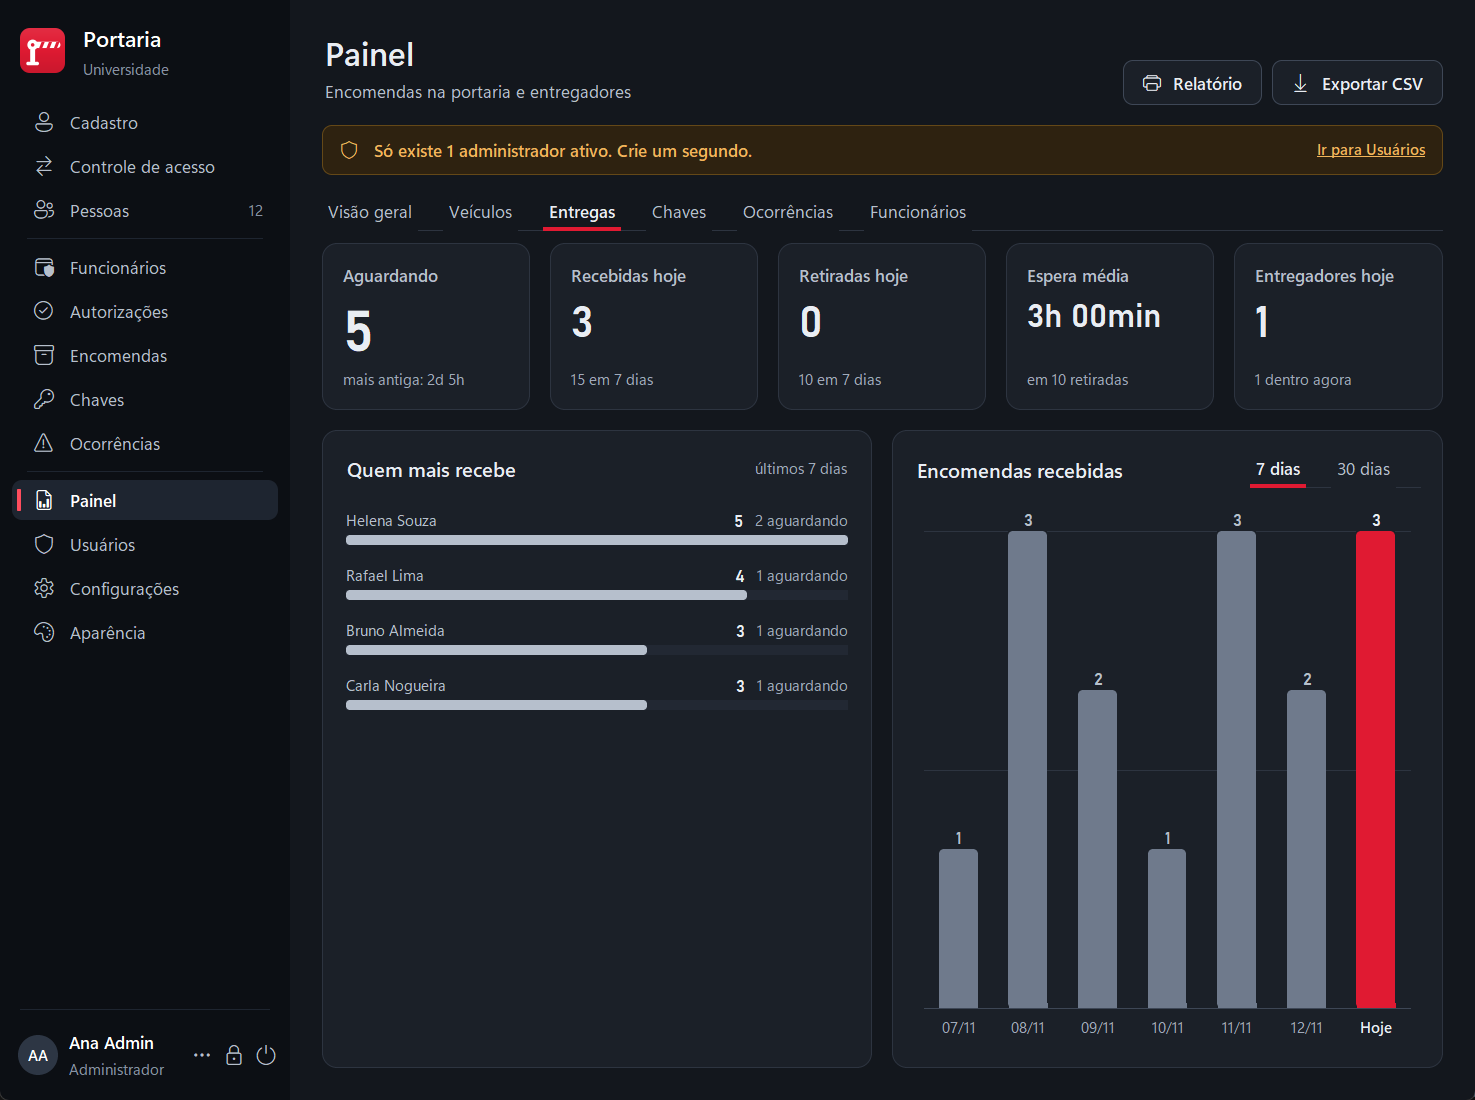 Portaria
Universidade
Cadastro
Controle de acesso
Pessoas 12
Funcionários
Autorizações
Encomendas
Chaves
Ocorrências
Painel
Usuários
Configurações
Aparência
AA
Ana Admin
Administrador
Painel
Encomendas na portaria e entregadores
Relatório
Exportar CSV
Só existe 1 administrador ativo. Crie um segundo.
Ir para Usuários
Visão geral Veículos Entregas Chaves Ocorrências Funcionários
Aguardando
5
mais antiga: 2d 5h
Recebidas hoje
3
15 em 7 dias
Retiradas hoje
0
10 em 7 dias
Espera média
3h 00min
em 10 retiradas
Entregadores hoje
1
1 dentro agora
Quem mais recebe últimos 7 dias
Helena Souza 5 2 aguardando
Rafael Lima 4 1 aguardando
Bruno Almeida 3 1 aguardando
Carla Nogueira 3 1 aguardando
Encomendas recebidas 7 dias 30 dias
1 3 2 1 3 2 3
07/11 08/11 09/11 10/11 11/11 12/11 Hoje